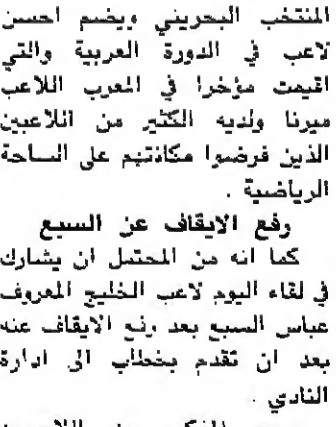 المنتخب البحريني ويضم احسن
لاعب في الدورة العربية والتي
اقيمت مؤخرا في المغرب اللاعب
ميرنا ولديه الكثير من اللاعبين
الذين فرضوا مكانتهم على الساحة
الرياضية .
رفع الايقاف عن السبع
كما انه من المحتمل ان يشارك
في لقاء اليوم لاعب الخليج المعروف
عباس السبع بعد رفع الايقاف عنه
بعد ان تقدم بخطاب الى ادارة
النادي .